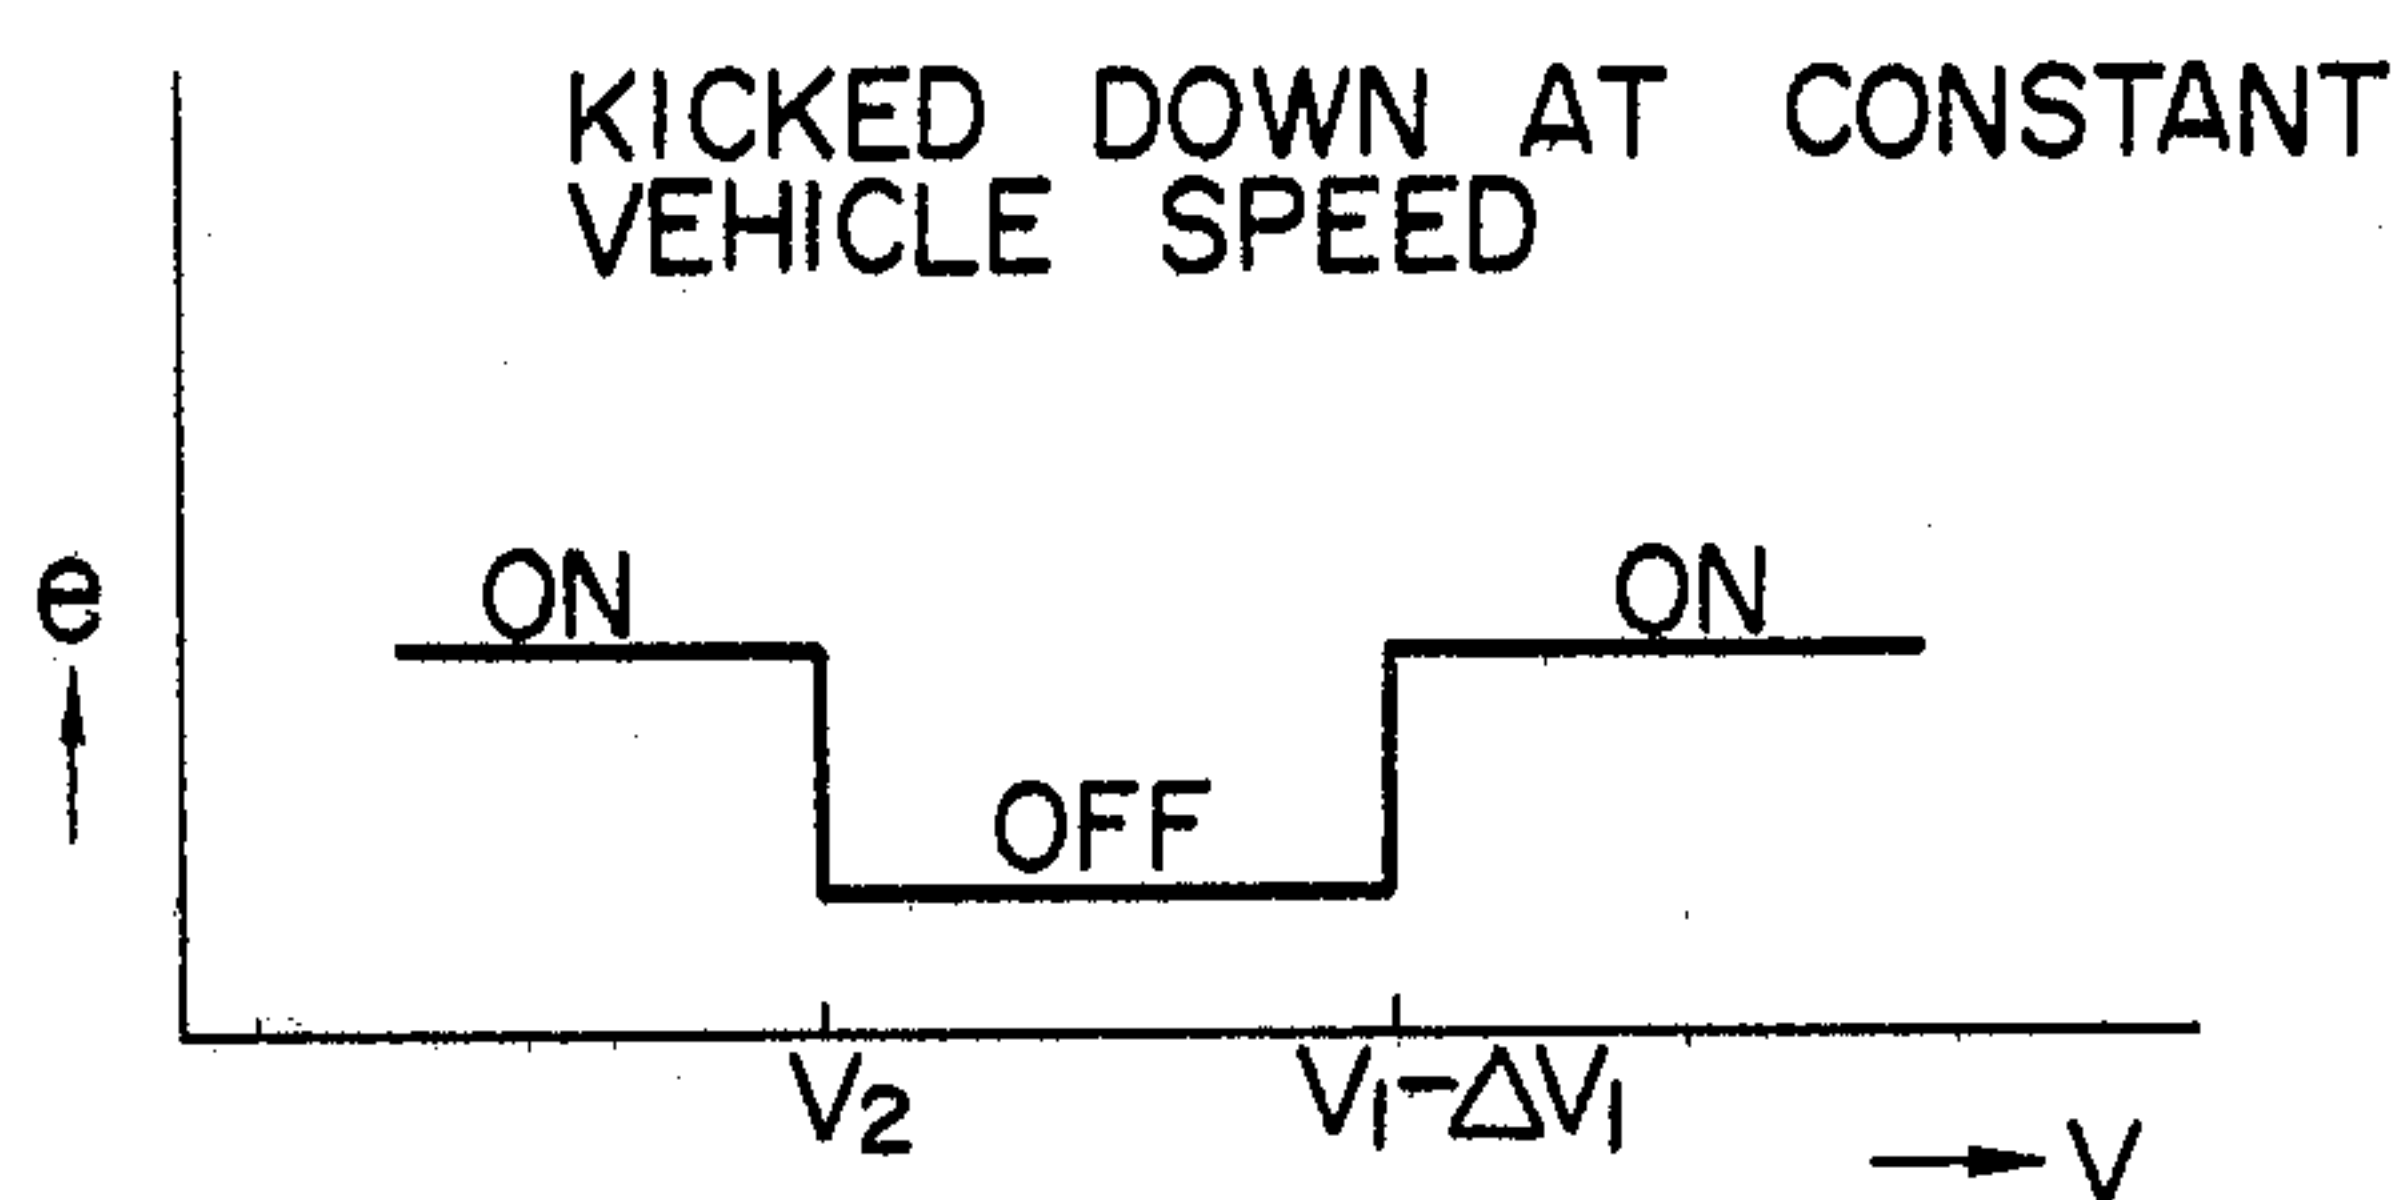 KICKED DOWN AT CONSTANT
VEHICLE SPEED
e
ON
ON
OFF
V2
V1-ΔV1
V